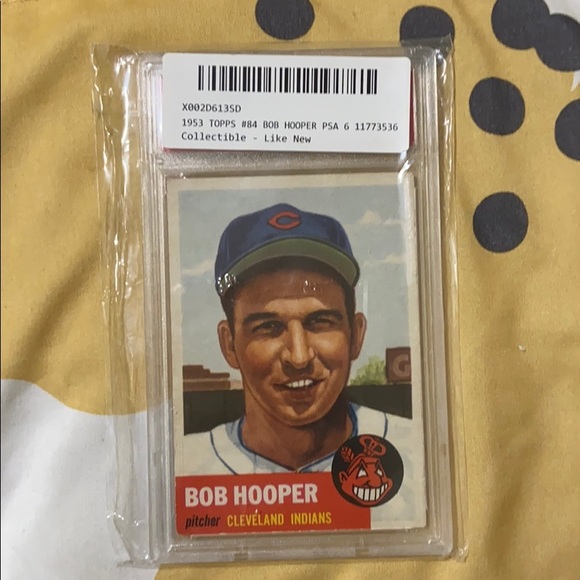 X002D613SD
1953 TOPPS #84 BOB HOOPER PSA 6 11773536
Collectible - Like New
C
G
BOB HOOPER
pitcher CLEVELAND INDIANS